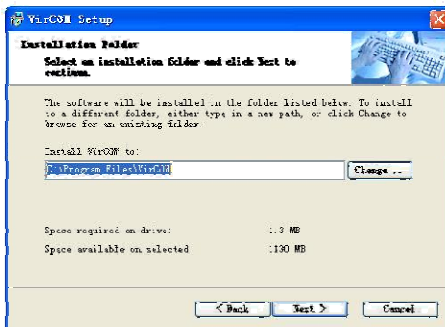 VirCOM Setup
Installation Folder
Select an installation folder and click Next to
continue.
The software will be installed in the folder listed below. To install
to a different folder, either type in a new path, or click Change to
browse for an existing folder
Install VirCOM to:
C:\Program Files\VirCOM
Change ..
Space required on drive:
Space available on selected
< Back
Next >
Cancel